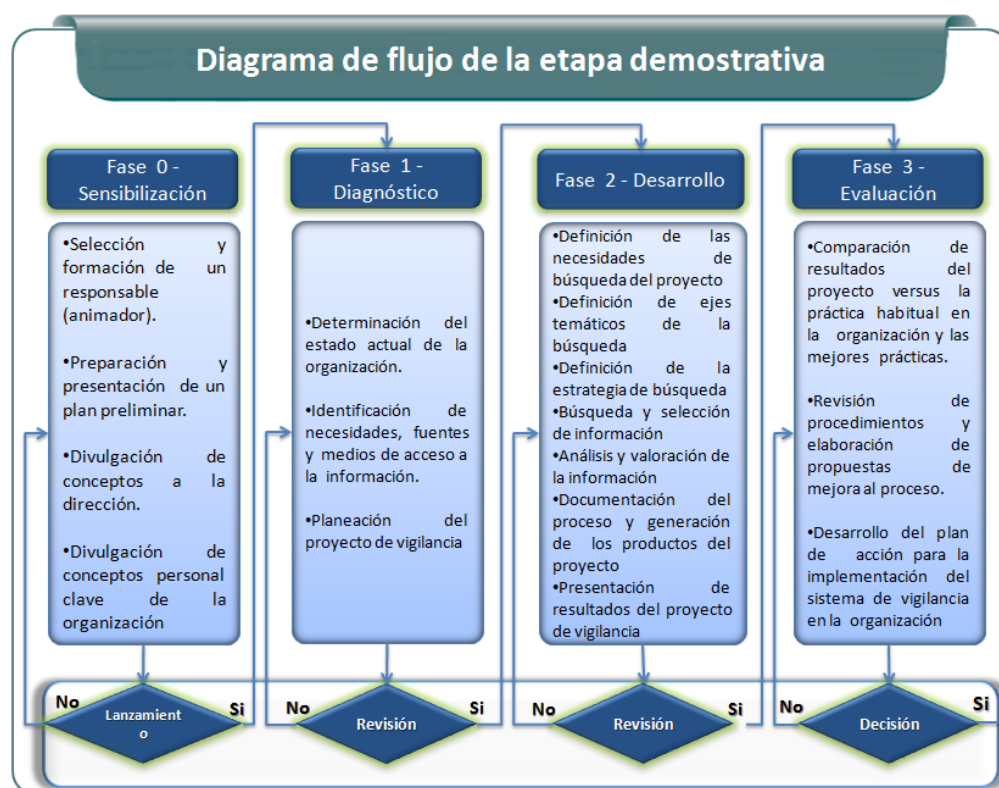 Diagrama de flujo de la etapa demostrativa
Fase 0 -
Sensibilización
•Selección y
formación de un
responsable
(animador).
•Preparación y
presentación de un
plan preliminar.
•Divulgación de
conceptos a la
dirección.
•Divulgación de
conceptos personal
clave de la
organización
No
Lanzamient
o
Si
Fase 1 -
Diagnóstico
•Determinación del
estado actual de la
organización.
•Identificación de
necesidades, fuentes
y medios de acceso a
la información.
•Planeación del
proyecto de vigilancia
No
Revisión
Si
Fase 2 - Desarrollo
•Definición de las
necesidades de
búsqueda del proyecto
•Definición de ejes
temáticos de la
búsqueda
•Definición de la
estrategia de búsqueda
•Búsqueda y selección
de información
•Análisis y valoración de
la información
•Documentación del
proceso y generación
de los productos del
proyecto
•Presentación de
resultados del proyecto
de vigilancia
No
Revisión
Si
Fase 3 -
Evaluación
•Comparación de
resultados del
proyecto versus la
práctica habitual en
la organización y las
mejores prácticas.
•Revisión de
procedimientos y
elaboración de
propuestas de
mejora al proceso.
•Desarrollo del plan
de acción para la
implementación del
sistema de vigilancia
en la organización
No
Decisión
Si